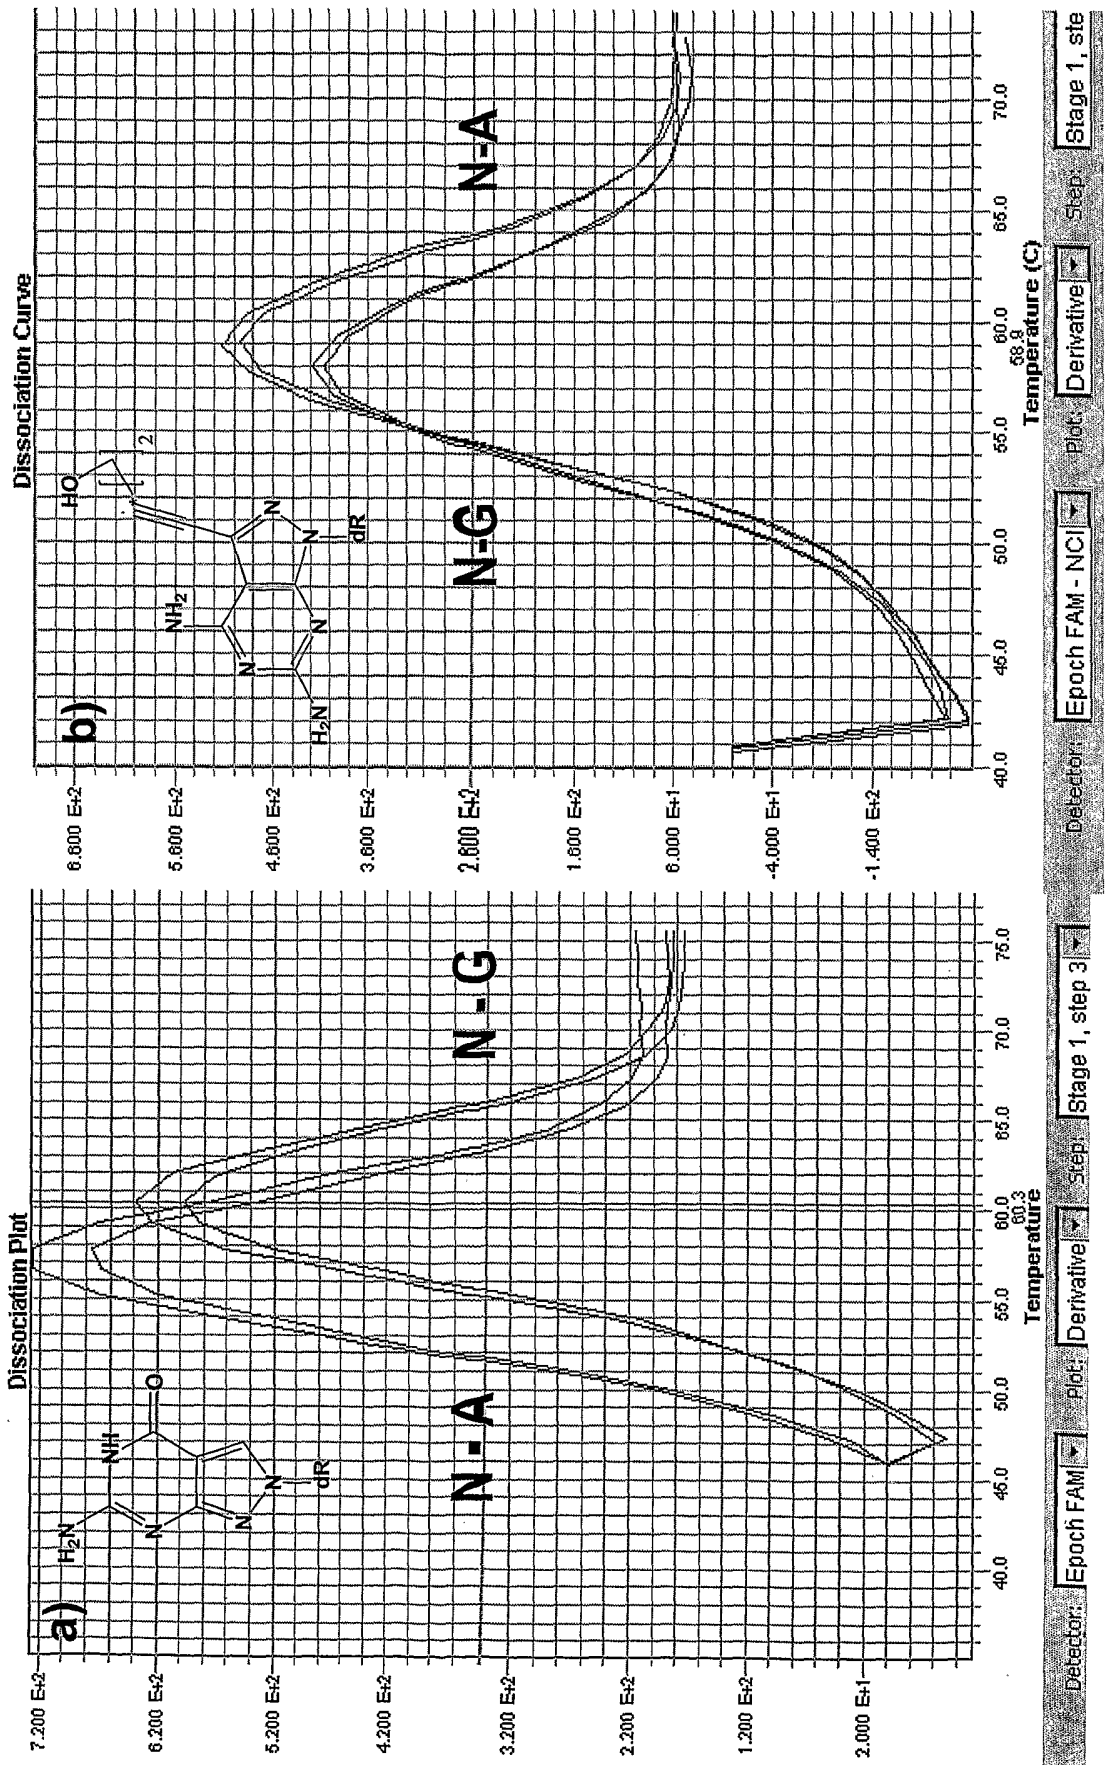 a)
Dissociation Plot
H₂N
NH
O
N
N
N
dR
N - A
N - G
7.200 E+2
6.200 E+2
5.200 E+2
4.200 E+2
3.200 E+2
2.200 E+2
1.200 E+2
2.000 E+1
40.0 45.0 50.0 55.0 60.0 65.0 70.0 75.0
60.3
Temperature
Detector: Epoch FAM Plot: Derivative Step: Stage 1, step 3
b)
Dissociation Curve
HO
2
NH₂
N
N
H₂N
N
N
dR
N-G
N-A
6.600 E+2
5.600 E+2
4.600 E+2
3.600 E+2
2.600 E+2
1.600 E+2
6.000 E+1
-4.000 E+1
-1.400 E+2
40.0 45.0 50.0 55.0 60.0 65.0 70.0
58.9
Temperature (C)
Detector: Epoch FAM - NCI Plot: Derivative Step: Stage 1, ste